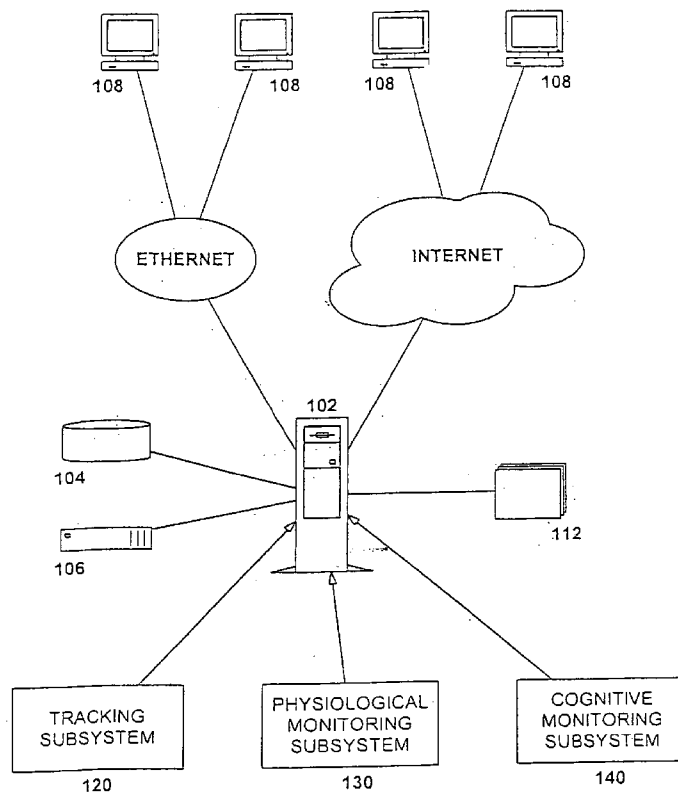 108
108
108
108
ETHERNET
INTERNET
102
104
106
112
TRACKING
SUBSYSTEM
120
PHYSIOLOGICAL
MONITORING
SUBSYSTEM
130
COGNITIVE
MONITORING
SUBSYSTEM
140